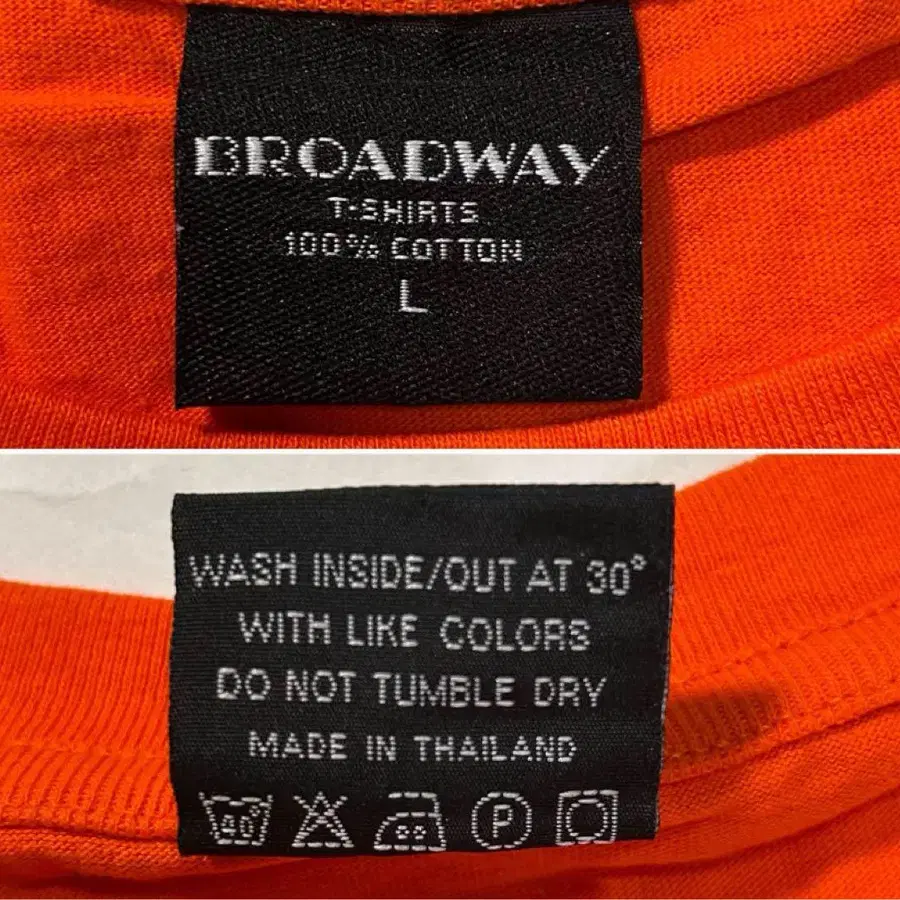 BROADWAY
T-SHIRTS
100% COTTON
L
WASH INSIDE/OUT AT 30°
WITH LIKE COLORS
DO NOT TUMBLE DRY
MADE IN THAILAND
40° P